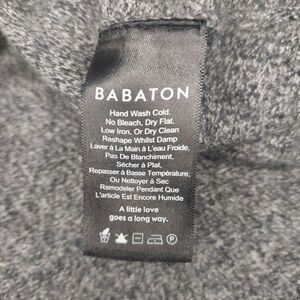 BABATON
Hand Wash Cold.
No Bleach, Dry Flat.
Low Iron, Or Dry Clean
Reshape Whilst Damp
Laver à La Main à L'eau Froide,
Pas De Blanchiment,
Sécher à Plat,
Repasser à Basse Température,
Ou Nettoyer à Sec
Remodeler Pendant Que
L'article Est Encore Humide
A little love
goes a long way.
P